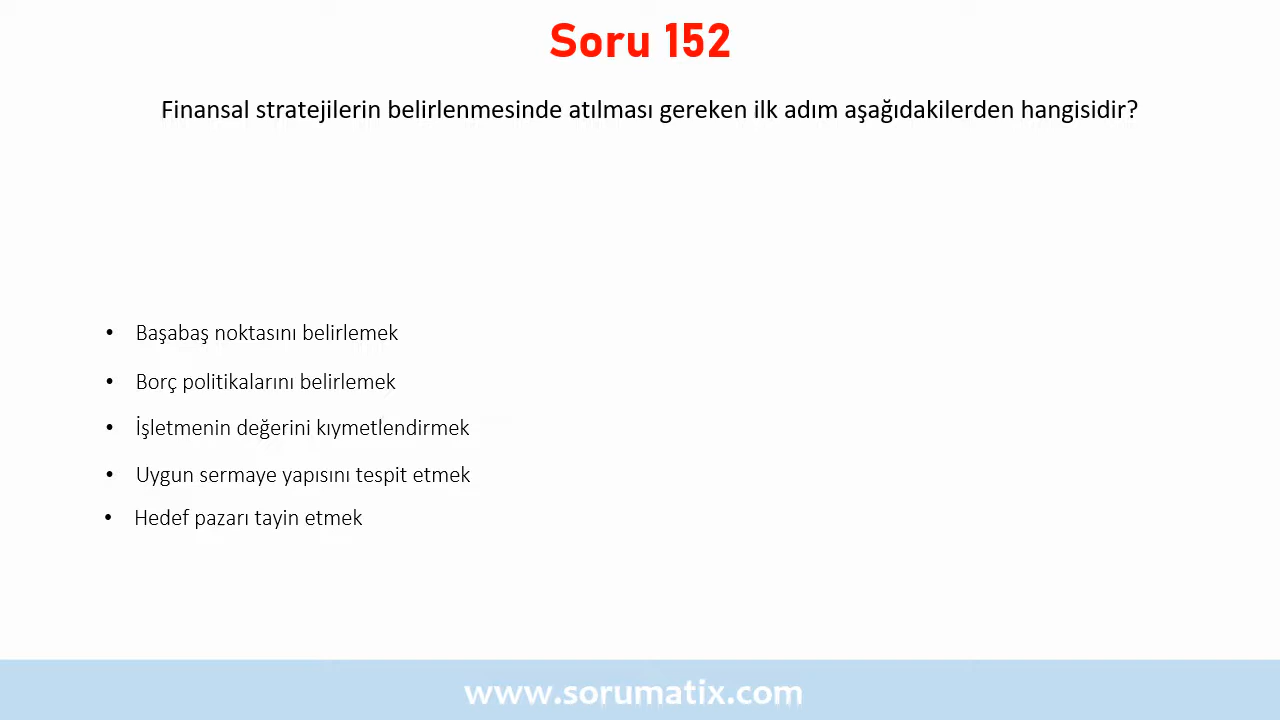 Soru 152
Finansal stratejilerin belirlenmesinde atılması gereken ilk adım aşağıdakilerden hangisidir?
• Başabaş noktasını belirlemek
• Borç politikalarını belirlemek
• İşletmenin değerini kıymetlendirmek
• Uygun sermaye yapısını tespit etmek
• Hedef pazarı tayin etmek
www.sorumatix.com